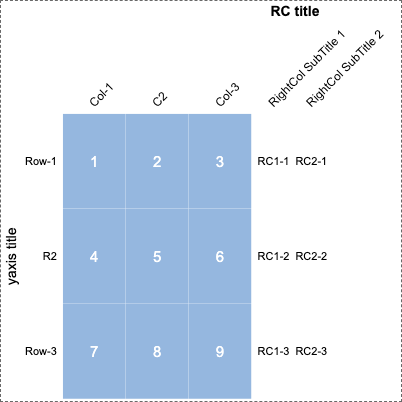 RC title
Col-1 C2 Col-3 RightCol SubTitle 1 RightCol SubTitle 2
Row-1 1 2 3 RC1-1 RC2-1
yaxis title
R2 4 5 6 RC1-2 RC2-2
Row-3 7 8 9 RC1-3 RC2-3